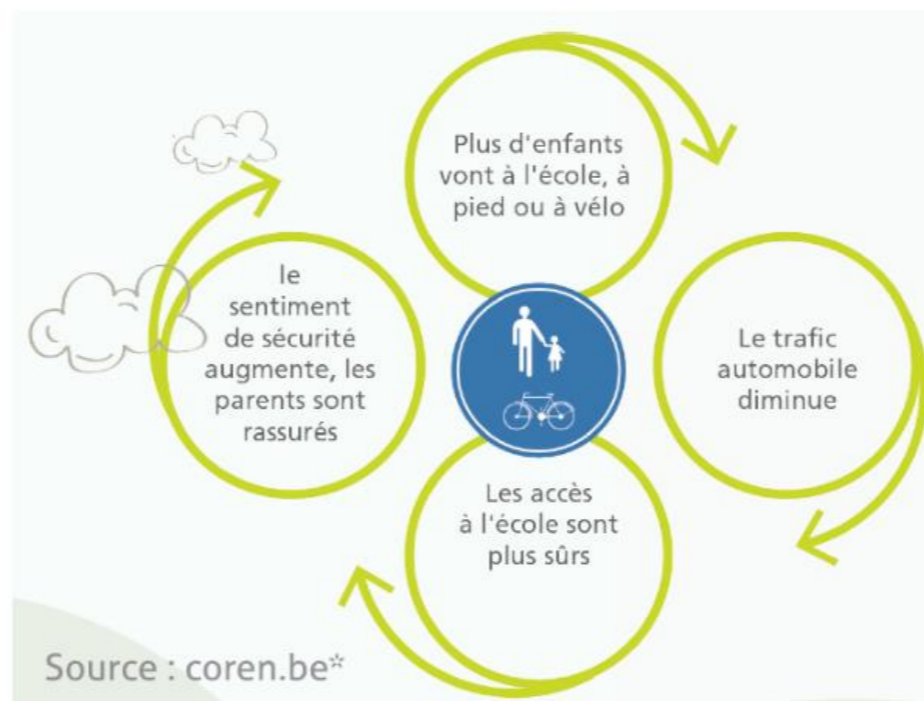 Plus d'enfants
vont à l'école, à
pied ou à vélo
Le trafic
automobile
diminue
Les accès
à l'école sont
plus sûrs
le
sentiment
de sécurité
augmente, les
parents sont
rassurés
Source : coren.be*